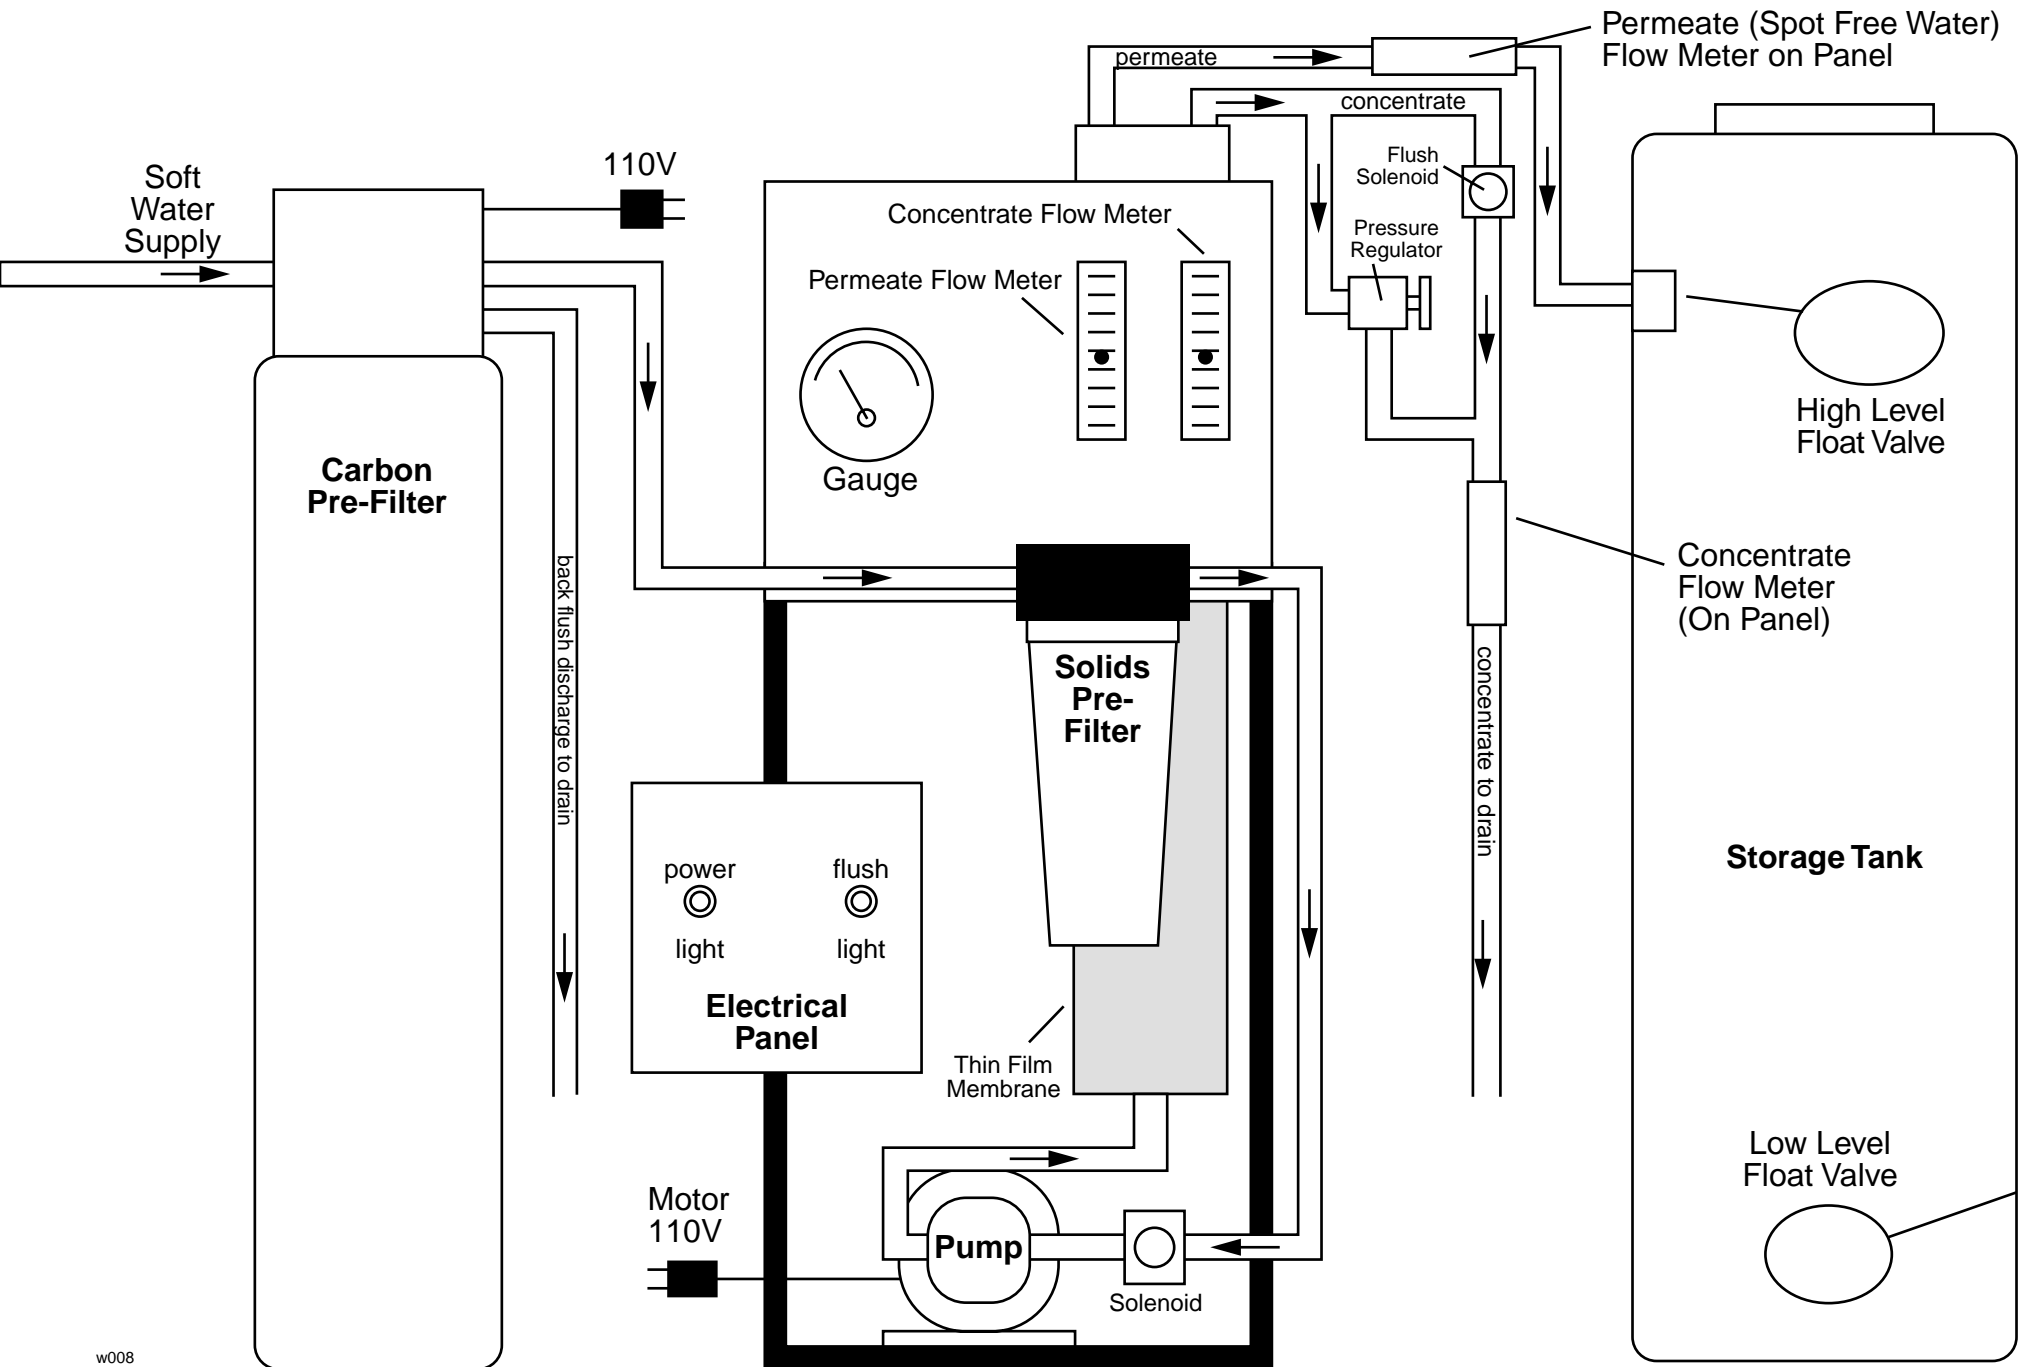 Permeate (Spot Free Water)
Flow Meter on Panel
permeate
concentrate
Soft
Water
Supply
110V
Flush
Solenoid
Concentrate Flow Meter
Pressure
Regulator
Permeate Flow Meter
Gauge
High Level
Float Valve
Carbon
Pre-Filter
back flush discharge to drain
Concentrate
Flow Meter
(On Panel)
Solids
Pre-
Filter
concentrate to drain
Storage Tank
power
light
flush
light
Electrical
Panel
Thin Film
Membrane
Low Level
Float Valve
Motor
110V
Pump
Solenoid
w008